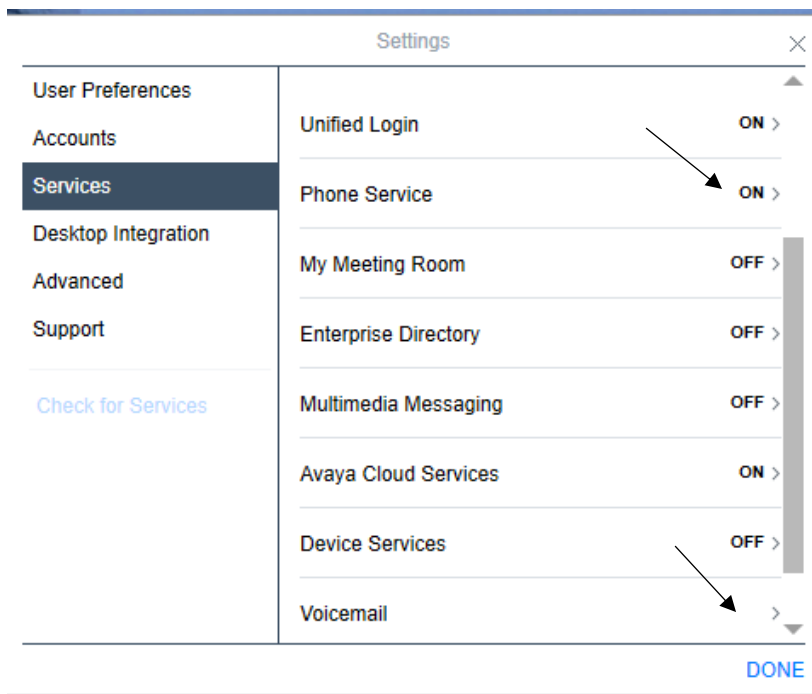 Settings
User Preferences
Accounts
Services
Desktop Integration
Advanced
Support
Check for Services
Unified Login ON
Phone Service ON
My Meeting Room OFF
Enterprise Directory OFF
Multimedia Messaging OFF
Avaya Cloud Services ON
Device Services OFF
Voicemail
DONE